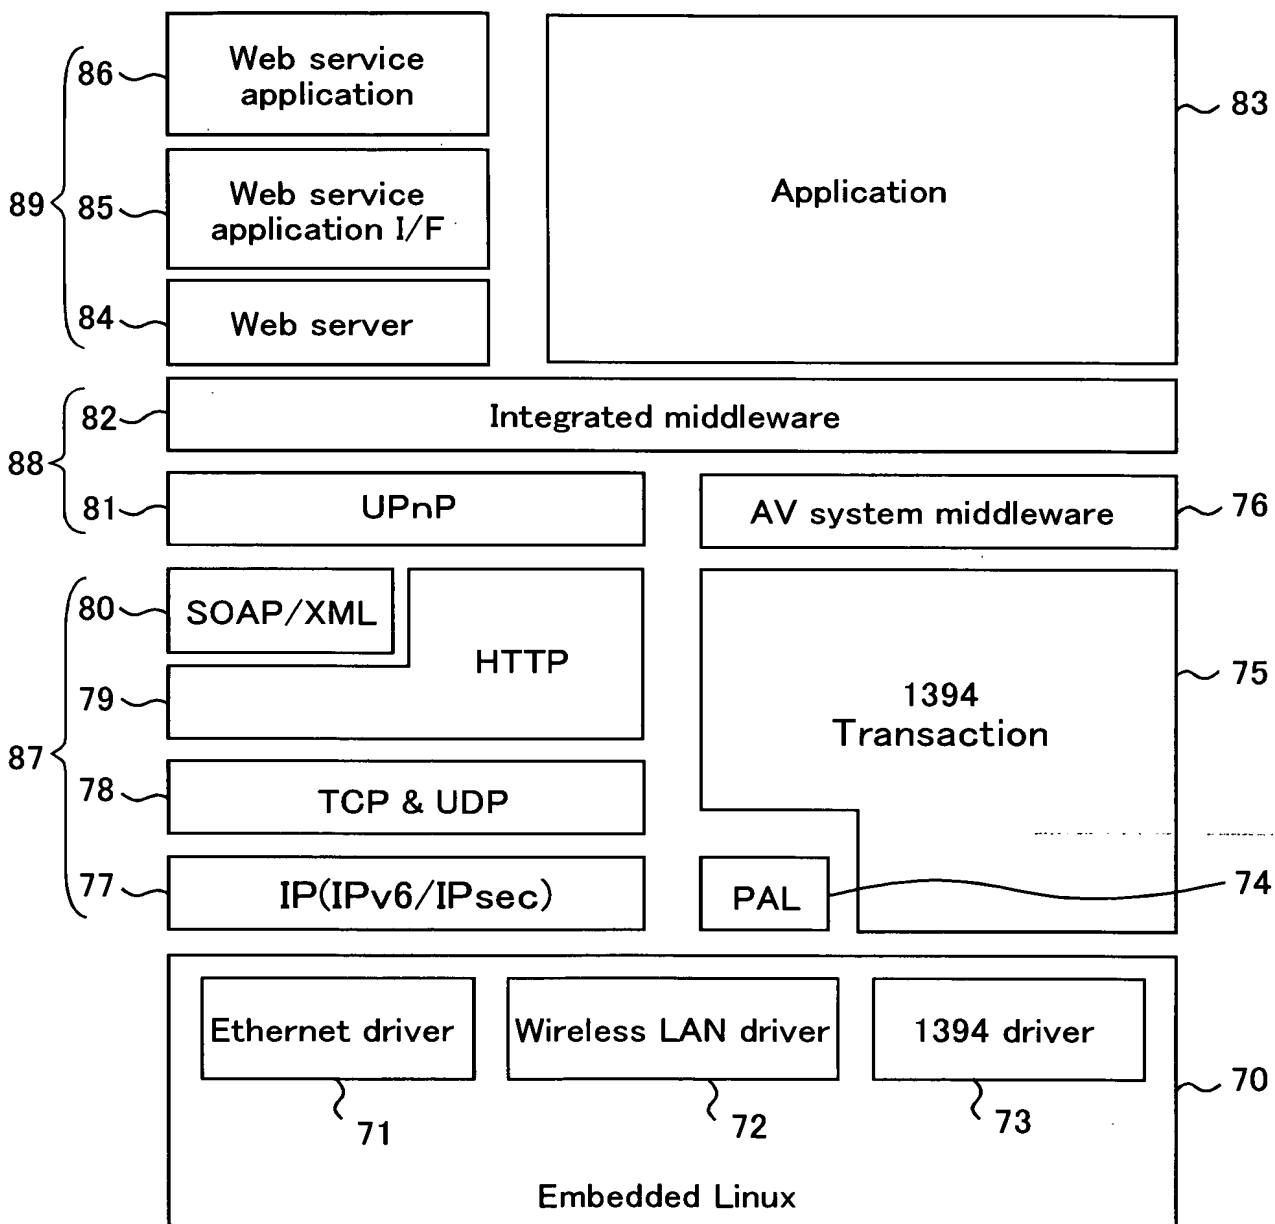 86
Web service
application
83
89
85
Web service
application I/F
Application
84
Web server
88
82
Integrated middleware
81
UPnP
AV system middleware
76
87
80
SOAP/XML
HTTP
79
1394
Transaction
75
78
TCP & UDP
77
IP(IPv6/IPsec)
PAL
74
Ethernet driver
Wireless LAN driver
1394 driver
70
71
72
73
Embedded Linux